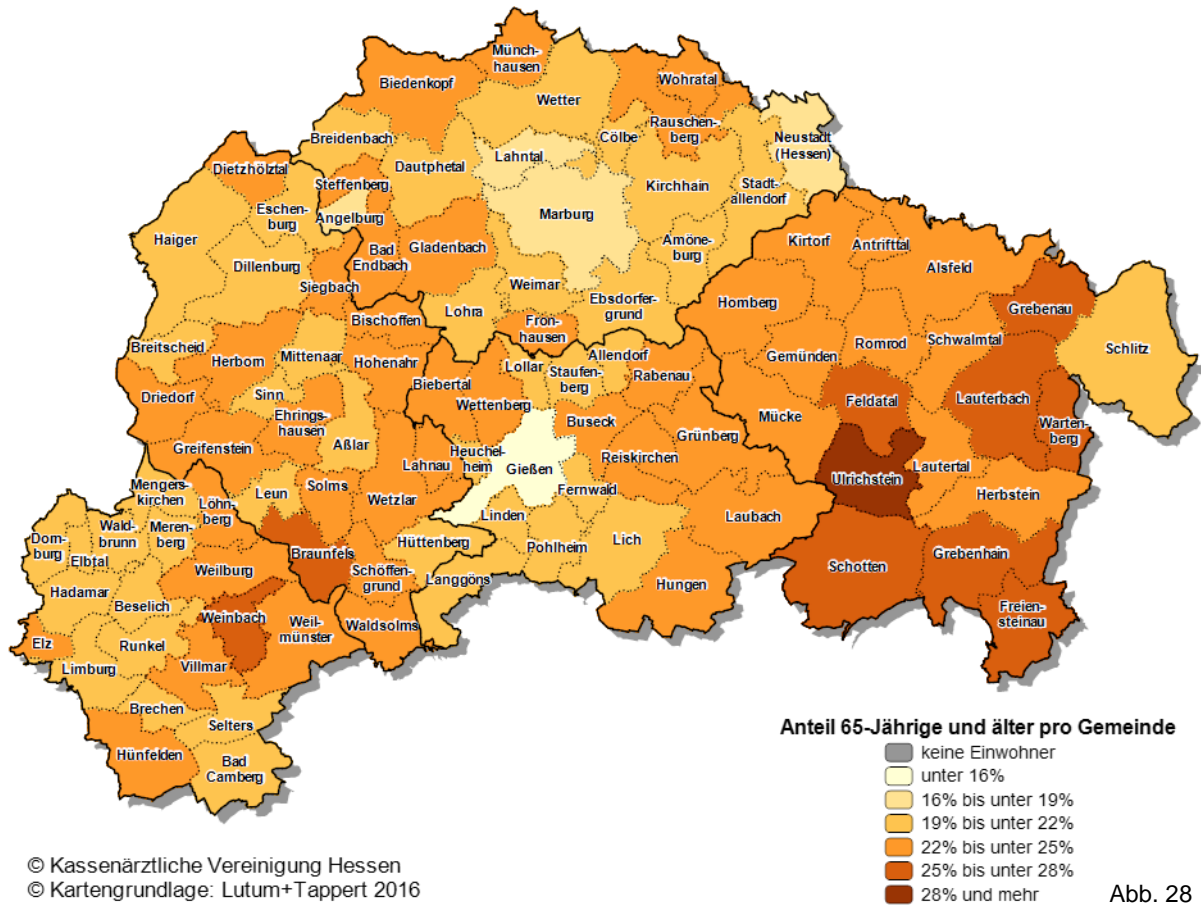 Münch-
hausen
Biedenkopf
Wohratal
Wetter
Rauschen-
berg
Breidenbach
Cölbe
Neustadt
(Hessen)
Lahntal
Dautphetal
Dietzhölztal
Steffenberg
Kirchhain
Stadt-
allendorf
Eschen-
burg
Angelburg
Marburg
Haiger
Amöne-
burg
Kirtorf
Antrifttal
Bad
Endbach
Gladenbach
Dillenburg
Alsfeld
Siegbach
Weimar
Ebsdorfer-
grund
Homberg
Grebenau
Lohra
Bischoffen
Fron-
hausen
Breitscheid
Mittenaar
Herborn
Hohenahr
Lollar
Allendorf
Staufen-
berg
Gemünden
Romrod
Schwalmtal
Schlitz
Biebertal
Rabenau
Driedorf
Sinn
Wettenberg
Feldatal
Lauterbach
Ehrings-
hausen
Buseck
Mücke
Warten-
berg
Greifenstein
Aßlar
Grünberg
Heuchel-
heim
Gießen
Reiskirchen
Lahnau
Lautertal
Ulrichstein
Mengers-
kirchen
Leun
Solms
Wetzlar
Fernwald
Herbstein
Löhn-
berg
Linden
Laubach
Wald-
brunn
Meren-
berg
Dorn-
burg
Elbtal
Hüttenberg
Pohlheim
Lich
Braunfels
Grebenhain
Schotten
Weilburg
Schöffen-
grund
Langgöns
Hungen
Hadamar
Beselich
Freien-
steinau
Weinbach
Weil-
münster
Waldsolms
Elz
Runkel
Limburg
Villmar
Brechen
Selters
Hünfelden
Bad
Camberg
Anteil 65-Jährige und älter pro Gemeinde
keine Einwohner
unter 16%
16% bis unter 19%
19% bis unter 22%
22% bis unter 25%
25% bis unter 28%
28% und mehr
© Kassenärztliche Vereinigung Hessen
© Kartengrundlage: Lutum+Tappert 2016
Abb. 28